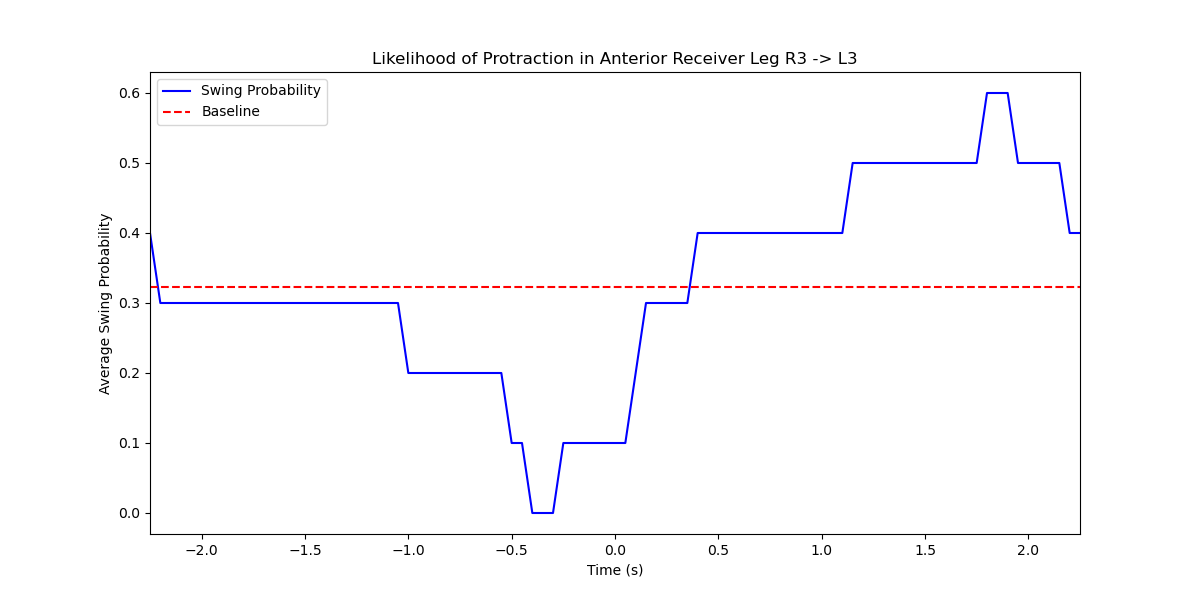 Likelihood of Protraction in Anterior Receiver Leg R3 -> L3
Swing Probability
Baseline
Average Swing Probability
0.6
0.5
0.4
0.3
0.2
0.1
0.0
−2.0 −1.5 −1.0 −0.5 0.0 0.5 1.0 1.5 2.0
Time (s)